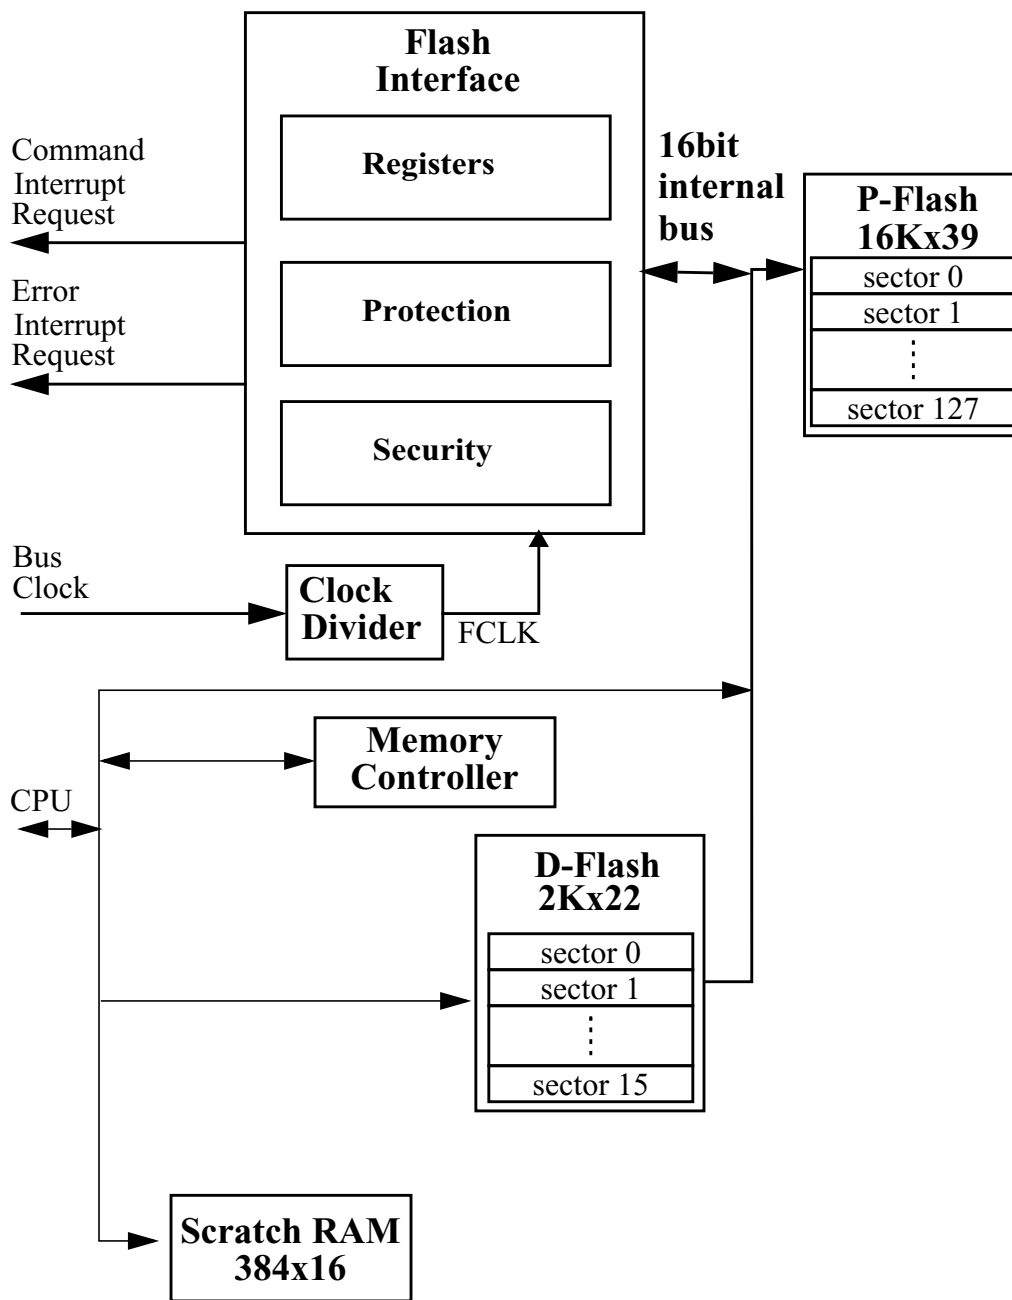 Flash
Interface
Registers
Protection
Security
Command
Interrupt
Request
Error
Interrupt
Request
16bit
internal
bus
P-Flash
16Kx39
sector 0
sector 1
sector 127
Bus
Clock
Clock
Divider
FCLK
Memory
Controller
CPU
D-Flash
2Kx22
sector 0
sector 1
sector 15
Scratch RAM
384x16